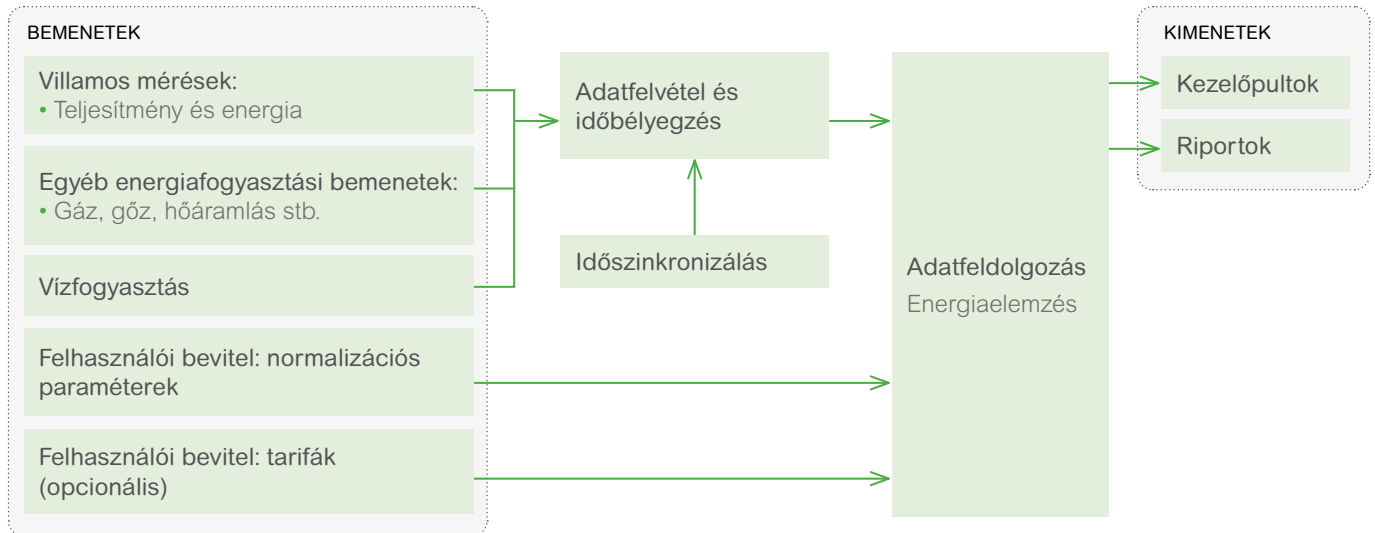 BEMENETEK
Villamos mérések:
• Teljesítmény és energia
Egyéb energiafogyasztási bemenetek:
• Gáz, gőz, hőáramlás stb.
Vízfogyasztás
Felhasználói bevitel: normalizációs
paraméterek
Felhasználói bevitel: tarifák
(opcionális)
Adatfelvétel és
időbélyegzés
Időszinkronizálás
Adatfeldolgozás
Energiaelemzés
KIMENETEK
Kezelőpultok
Riportok